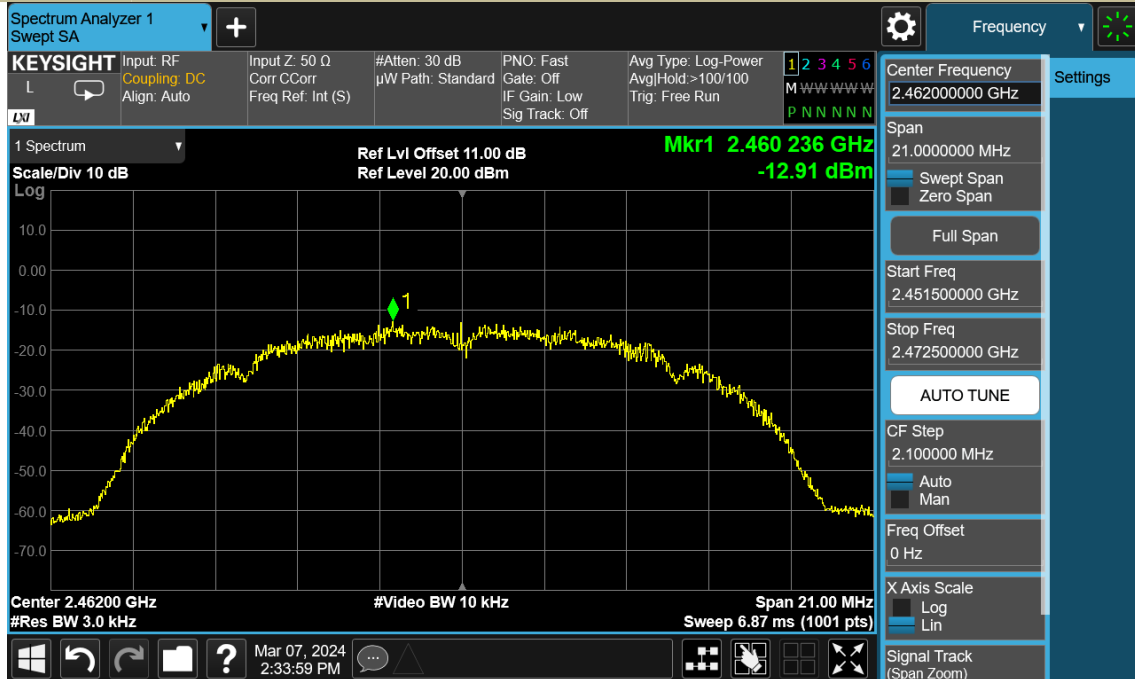 Spectrum Analyzer 1
Swept SA
Frequency
KEYSIGHT
L
LXI
Input: RF
Coupling: DC
Align: Auto
Input Z: 50 Ω
Corr CCorr
Freq Ref: Int (S)
#Atten: 30 dB
µW Path: Standard
PNO: Fast
Gate: Off
IF Gain: Low
Sig Track: Off
Avg Type: Log-Power
Avg|Hold:>100/100
Trig: Free Run
1 2 3 4 5 6
M W W W W W
P N N N N N
1 Spectrum
Scale/Div 10 dB
Log
Ref Lvl Offset 11.00 dB
Ref Level 20.00 dBm
Mkr1 2.460 236 GHz
-12.91 dBm
1
10.0
0.00
-10.0
-20.0
-30.0
-40.0
-50.0
-60.0
-70.0
Center 2.46200 GHz
#Res BW 3.0 kHz
#Video BW 10 kHz
Span 21.00 MHz
Sweep 6.87 ms (1001 pts)
Mar 07, 2024
2:33:59 PM
?
Center Frequency
2.462000000 GHz
Span
21.0000000 MHz
Swept Span
Zero Span
Full Span
Start Freq
2.451500000 GHz
Stop Freq
2.472500000 GHz
AUTO TUNE
CF Step
2.100000 MHz
Auto
Man
Freq Offset
0 Hz
X Axis Scale
Log
Lin
Signal Track
(Span Zoom)
Settings